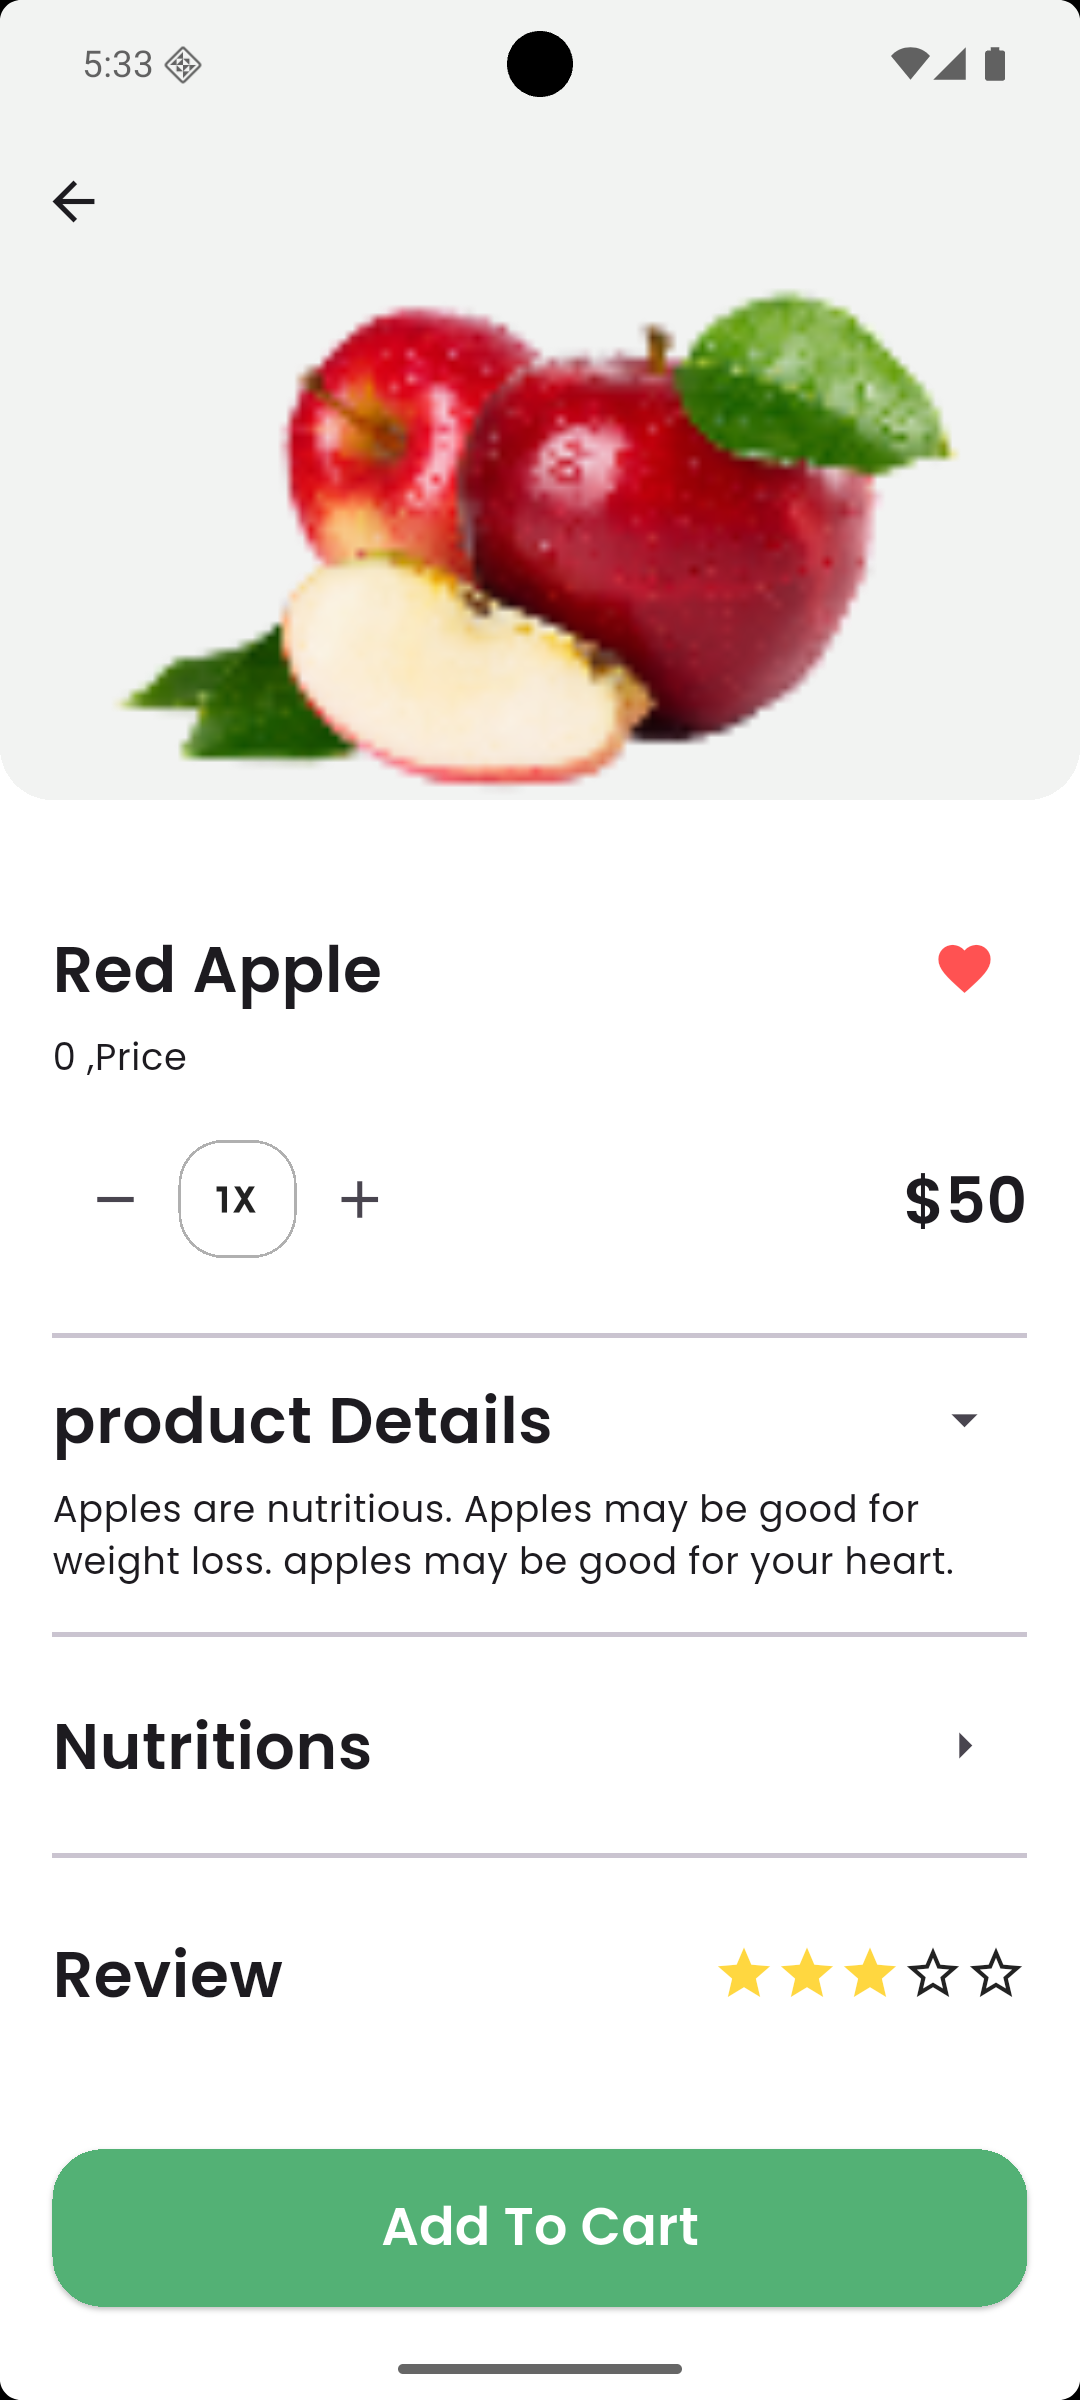 5:33
Red Apple
0 ,Price
1X
$50
product Details
Apples are nutritious. Apples may be good for
weight loss. apples may be good for your heart.
Nutritions
Review
Add To Cart